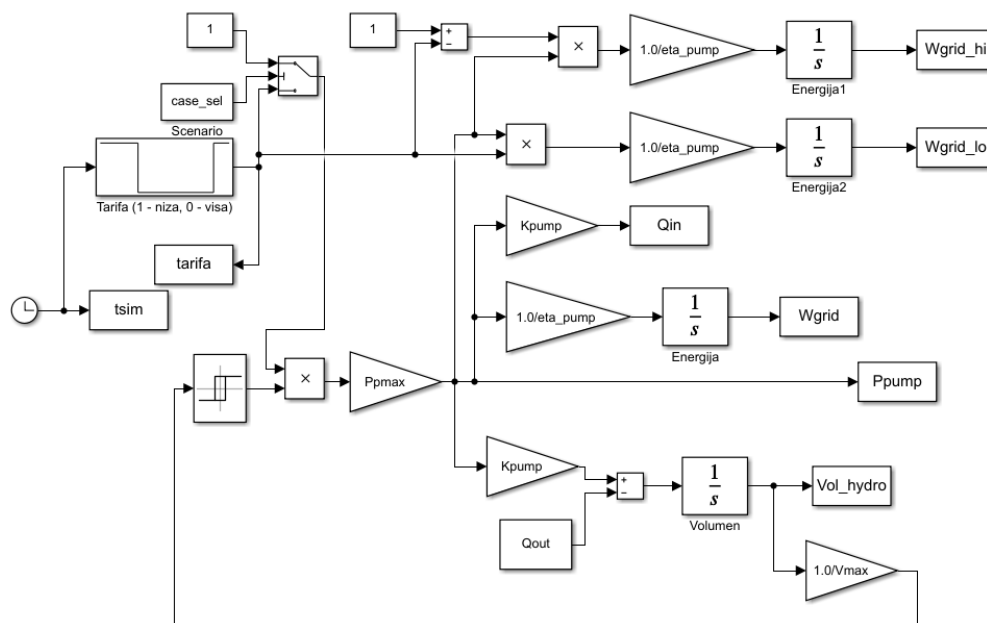 1
1
+
−
×
1.0/eta_pump
1
s
Energija1
Wgrid_hi
case_sel
Scenario
×
1.0/eta_pump
1
s
Energija2
Wgrid_lo
Tarifa (1 - niza, 0 - visa)
Kpump
Qin
tarifa
tsim
1.0/eta_pump
1
s
Energija
Wgrid
×
Ppmax
Ppump
Kpump
+
−
1
s
Volumen
Vol_hydro
Qout
1.0/Vmax